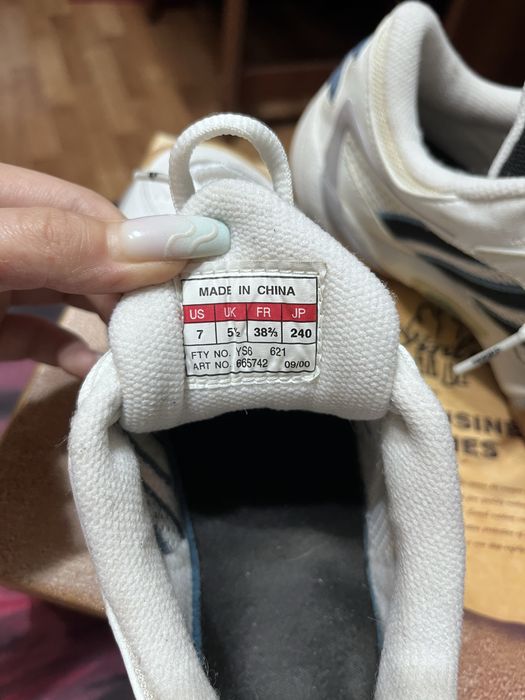 MADE IN CHINA
US UK FR JP
7 5½ 38⅔ 240
FTY NO. YS6 621
ART NO. 665742 09/00